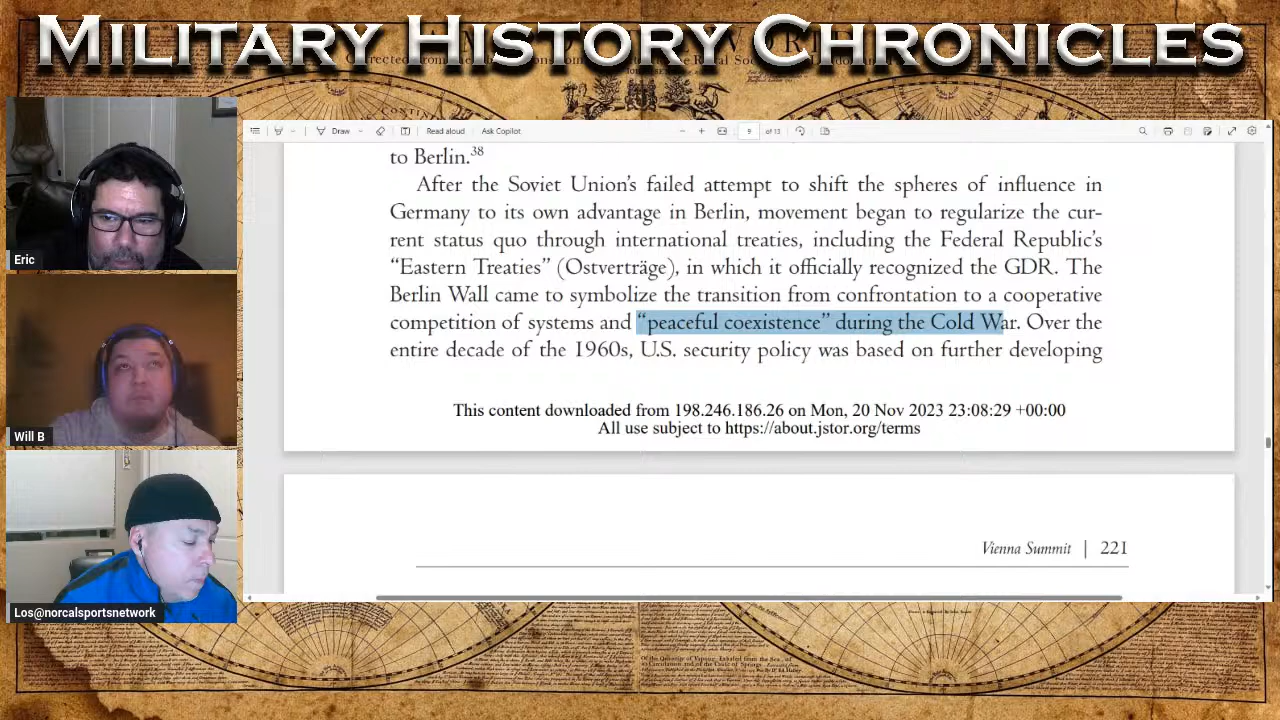 MILITARY HISTORY CHRONICLES
Draw
Read aloud
Ask Copilot
9 of 13
to Berlin.38
After the Soviet Union’s failed attempt to shift the spheres of influence in
Germany to its own advantage in Berlin, movement began to regularize the cur-
rent status quo through international treaties, including the Federal Republic’s
“Eastern Treaties” (Ostverträge), in which it officially recognized the GDR. The
Berlin Wall came to symbolize the transition from confrontation to a cooperative
competition of systems and “peaceful coexistence” during the Cold War. Over the
entire decade of the 1960s, U.S. security policy was based on further developing
This content downloaded from 198.246.186.26 on Mon, 20 Nov 2023 23:08:29 +00:00
All use subject to https://about.jstor.org/terms
Vienna Summit | 221
Eric
Will B
Los@norcalsportsnetwork